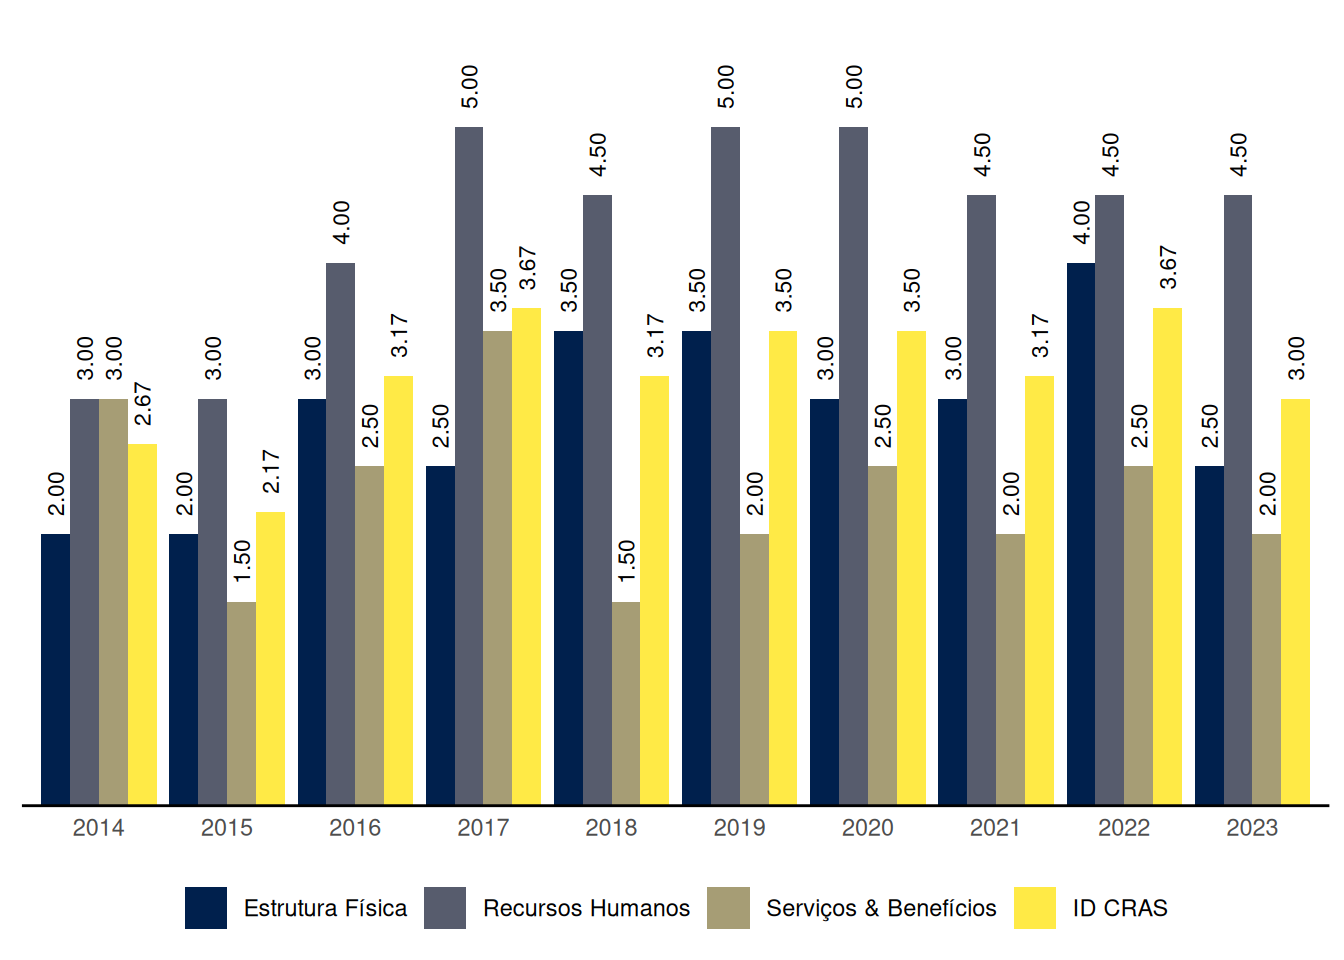 5.00 5.00 5.00
4.50 4.50 4.50 4.50
4.00 4.00
3.50 3.67 3.50 3.50 3.50 3.50 3.67
3.00 3.00 3.00 3.00 3.17 3.17 3.00 3.00 3.17 3.00
2.67 2.50 2.50 2.50 2.50 2.50
2.00 2.00 2.17 2.00 2.00 2.00
1.50 1.50
2014 2015 2016 2017 2018 2019 2020 2021 2022 2023
Estrutura Física Recursos Humanos Serviços & Benefícios ID CRAS